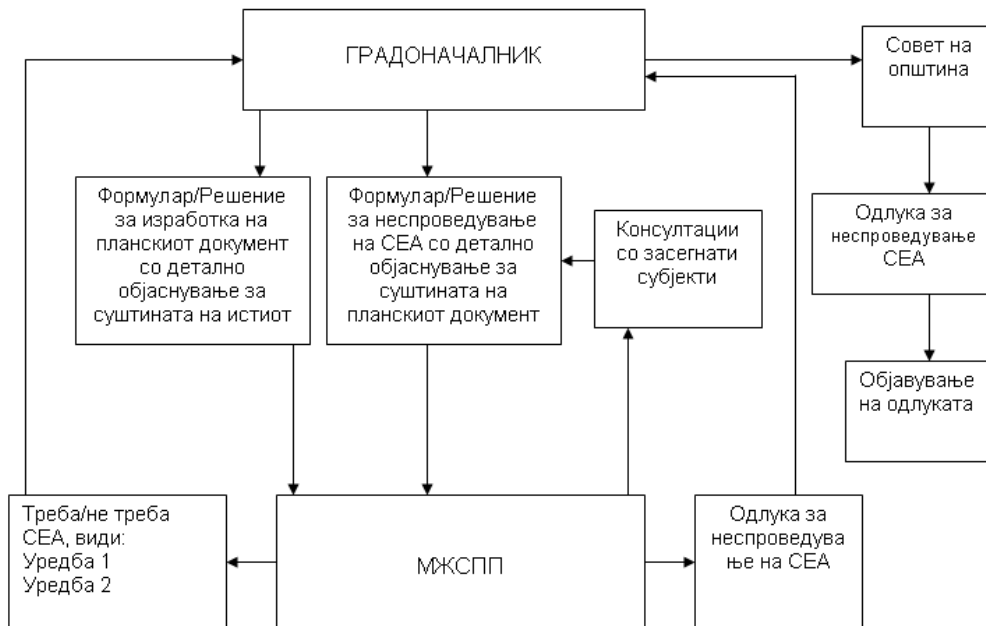 ГРАДОНАЧАЛНИК
Совет на
општина
Формулар/Решение
за изработка на
планскиот документ
со детално
објаснување за
суштината на истиот
Формулар/Решение
за неспроведување
на СЕА со детално
објаснување за
суштината на
планскиот документ
Консултации
со засегнати
субјекти
Одлука за
неспроведување
СЕА
Објавување
на одлуката
Треба/не треба
СЕА, види:
Уредба 1
Уредба 2
МЖСПП
Одлука за
неспроведува
ње на СЕА